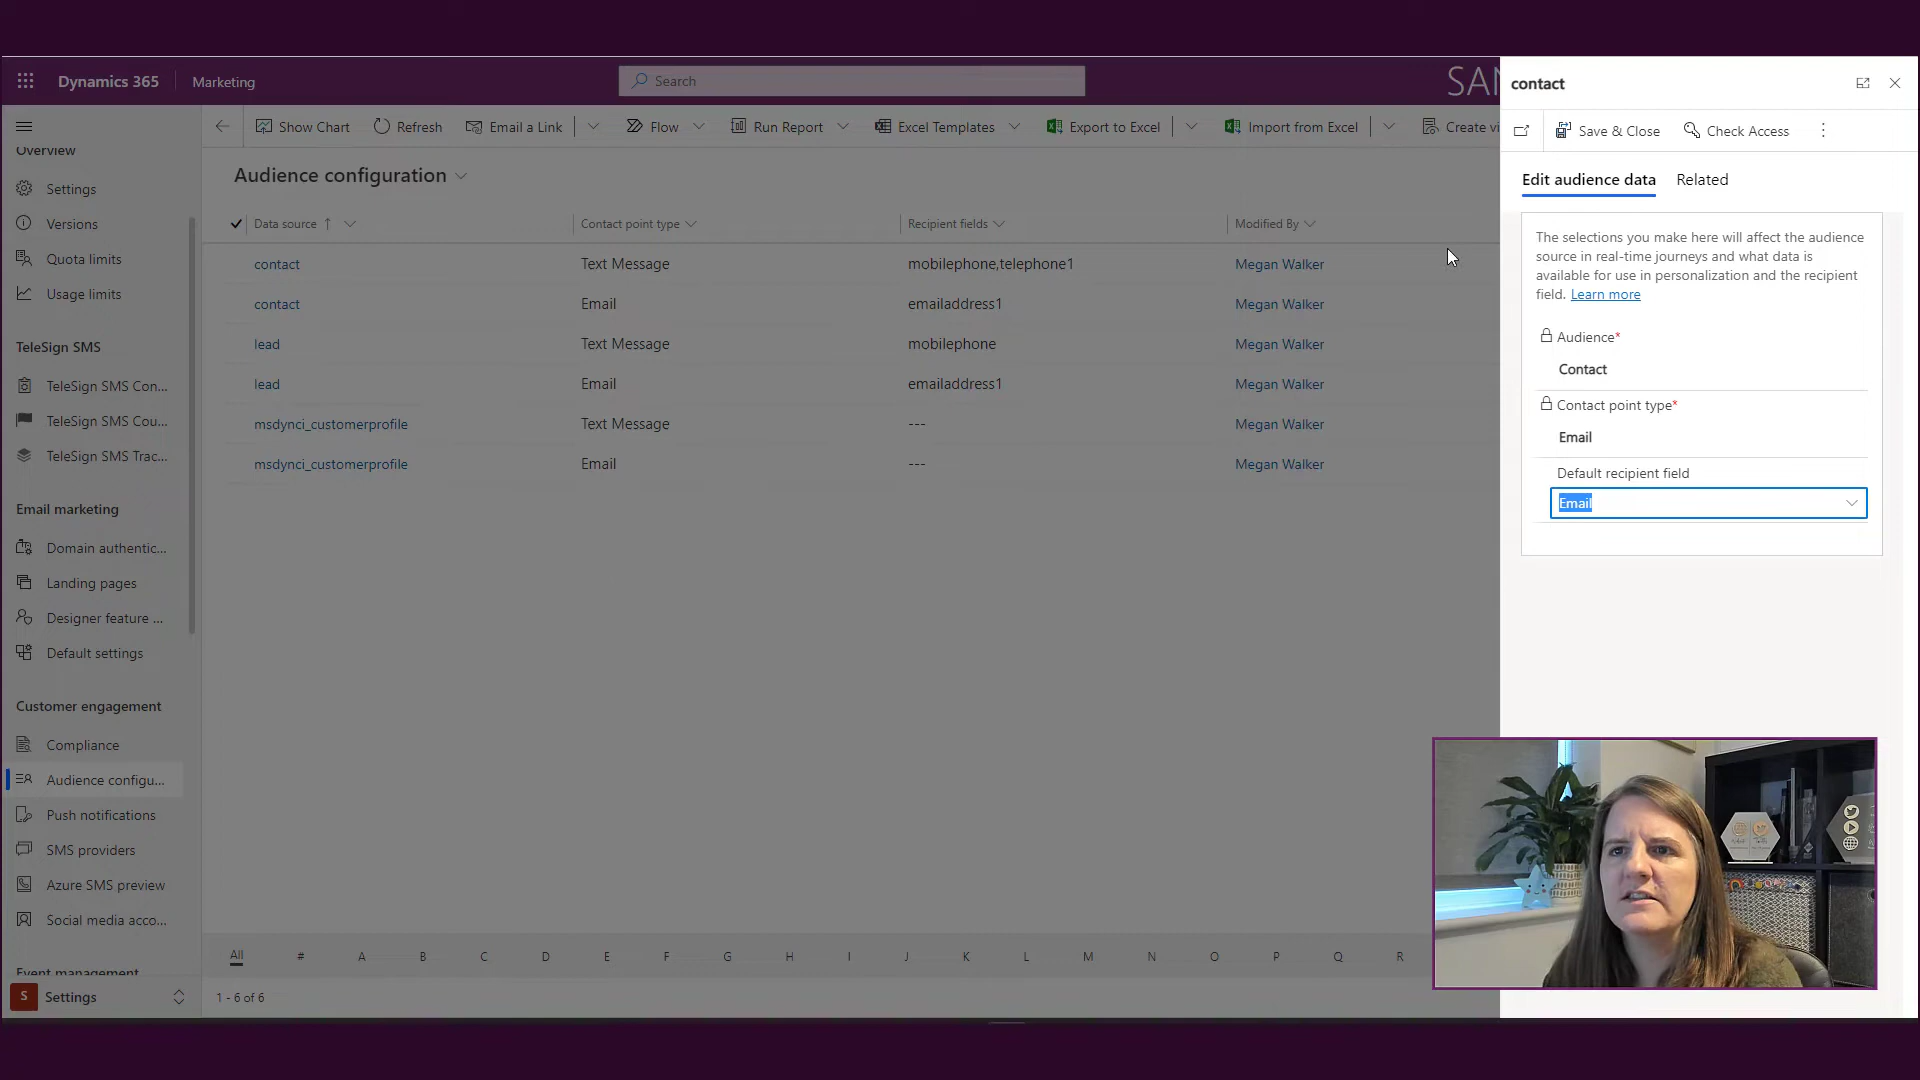 Dynamics 365
Marketing
Search
SAN
contact
Show Chart
Refresh
Email a Link
Flow
Run Report
Excel Templates
Export to Excel
Import from Excel
Create vi
Save & Close
Check Access
Audience configuration
Edit audience data
Related
Overview
Settings
Versions
Quota limits
Usage limits
TeleSign SMS
TeleSign SMS Con...
TeleSign SMS Cou...
TeleSign SMS Trac...
Email marketing
Domain authentic...
Landing pages
Designer feature ...
Default settings
Customer engagement
Compliance
Audience configu...
Push notifications
SMS providers
Azure SMS preview
Social media acco...
Event management
S Settings
Data source Contact point type Recipient fields Modified By
contact Text Message mobilephone,telephone1 Megan Walker
contact Email emailaddress1 Megan Walker
lead Text Message mobilephone Megan Walker
lead Email emailaddress1 Megan Walker
msdynci_customerprofile Text Message --- Megan Walker
msdynci_customerprofile Email --- Megan Walker
All # A B C D E F G H I J K L M N O P Q R
1 - 6 of 6
The selections you make here will affect the audience
source in real-time journeys and what data is
available for use in personalization and the recipient
field. Learn more
Audience*
Contact
Contact point type*
Email
Default recipient field
Email